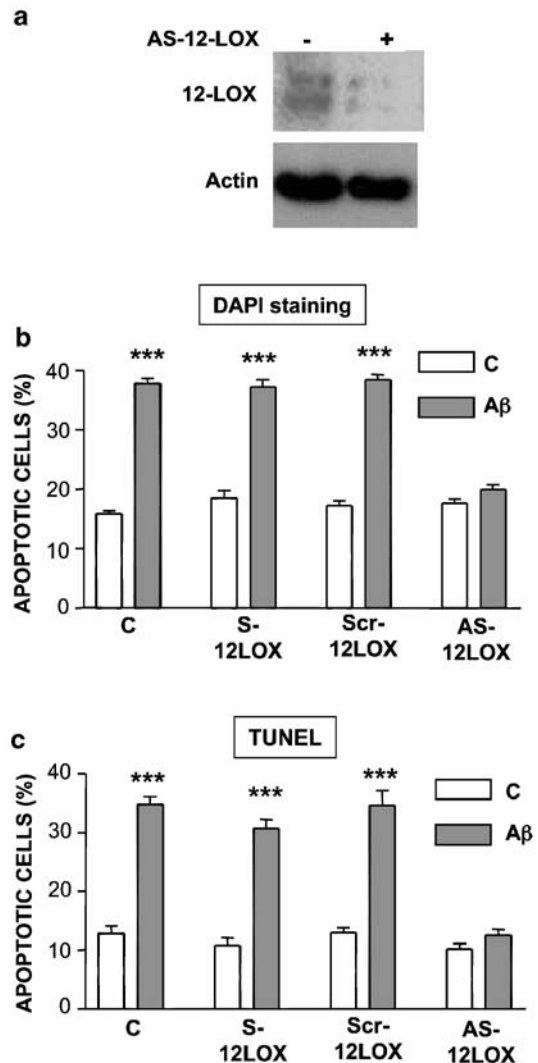 a
AS-12-LOX - +
12-LOX
Actin
DAPI staining
b
*** *** ***
C
Aβ
APOPTOTIC CELLS (%)
40
30
20
10
0
C S-12LOX Scr-12LOX AS-12LOX
c
TUNEL
*** *** ***
C
Aβ
APOPTOTIC CELLS (%)
40
30
20
10
0
C S-12LOX Scr-12LOX AS-12LOX